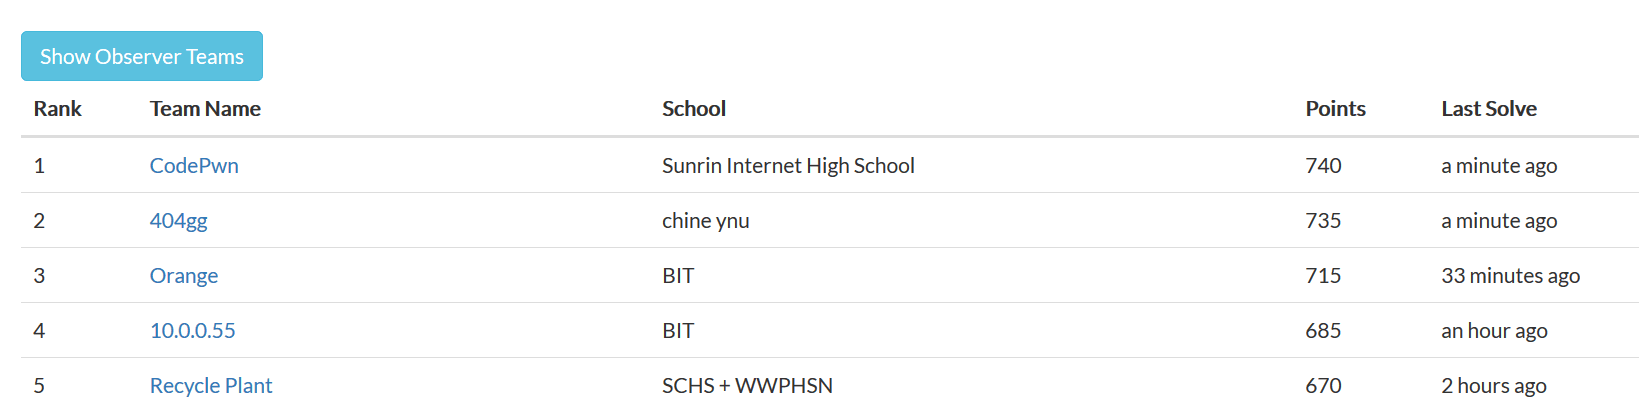 Show Observer Teams
Rank Team Name School Points Last Solve
1 CodePwn Sunrin Internet High School 740 a minute ago
2 404gg chine ynu 735 a minute ago
3 Orange BIT 715 33 minutes ago
4 10.0.0.55 BIT 685 an hour ago
5 Recycle Plant SCHS + WWPHSN 670 2 hours ago